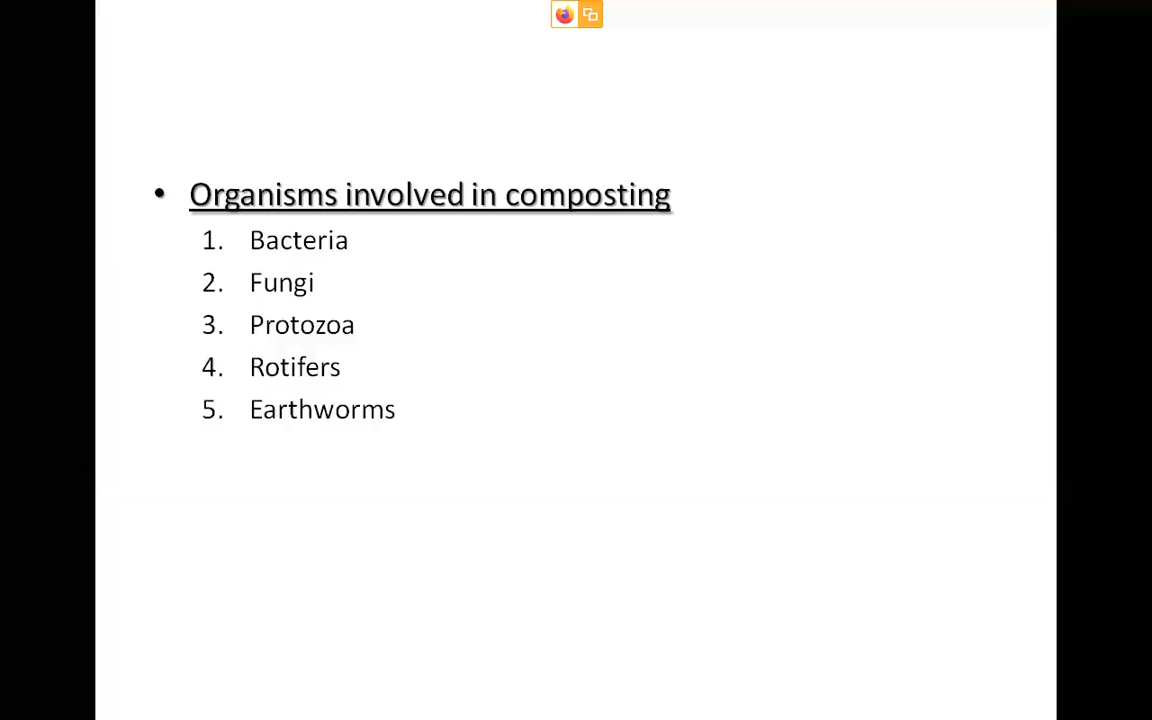 • Organisms involved in composting
1. Bacteria
2. Fungi
3. Protozoa
4. Rotifers
5. Earthworms